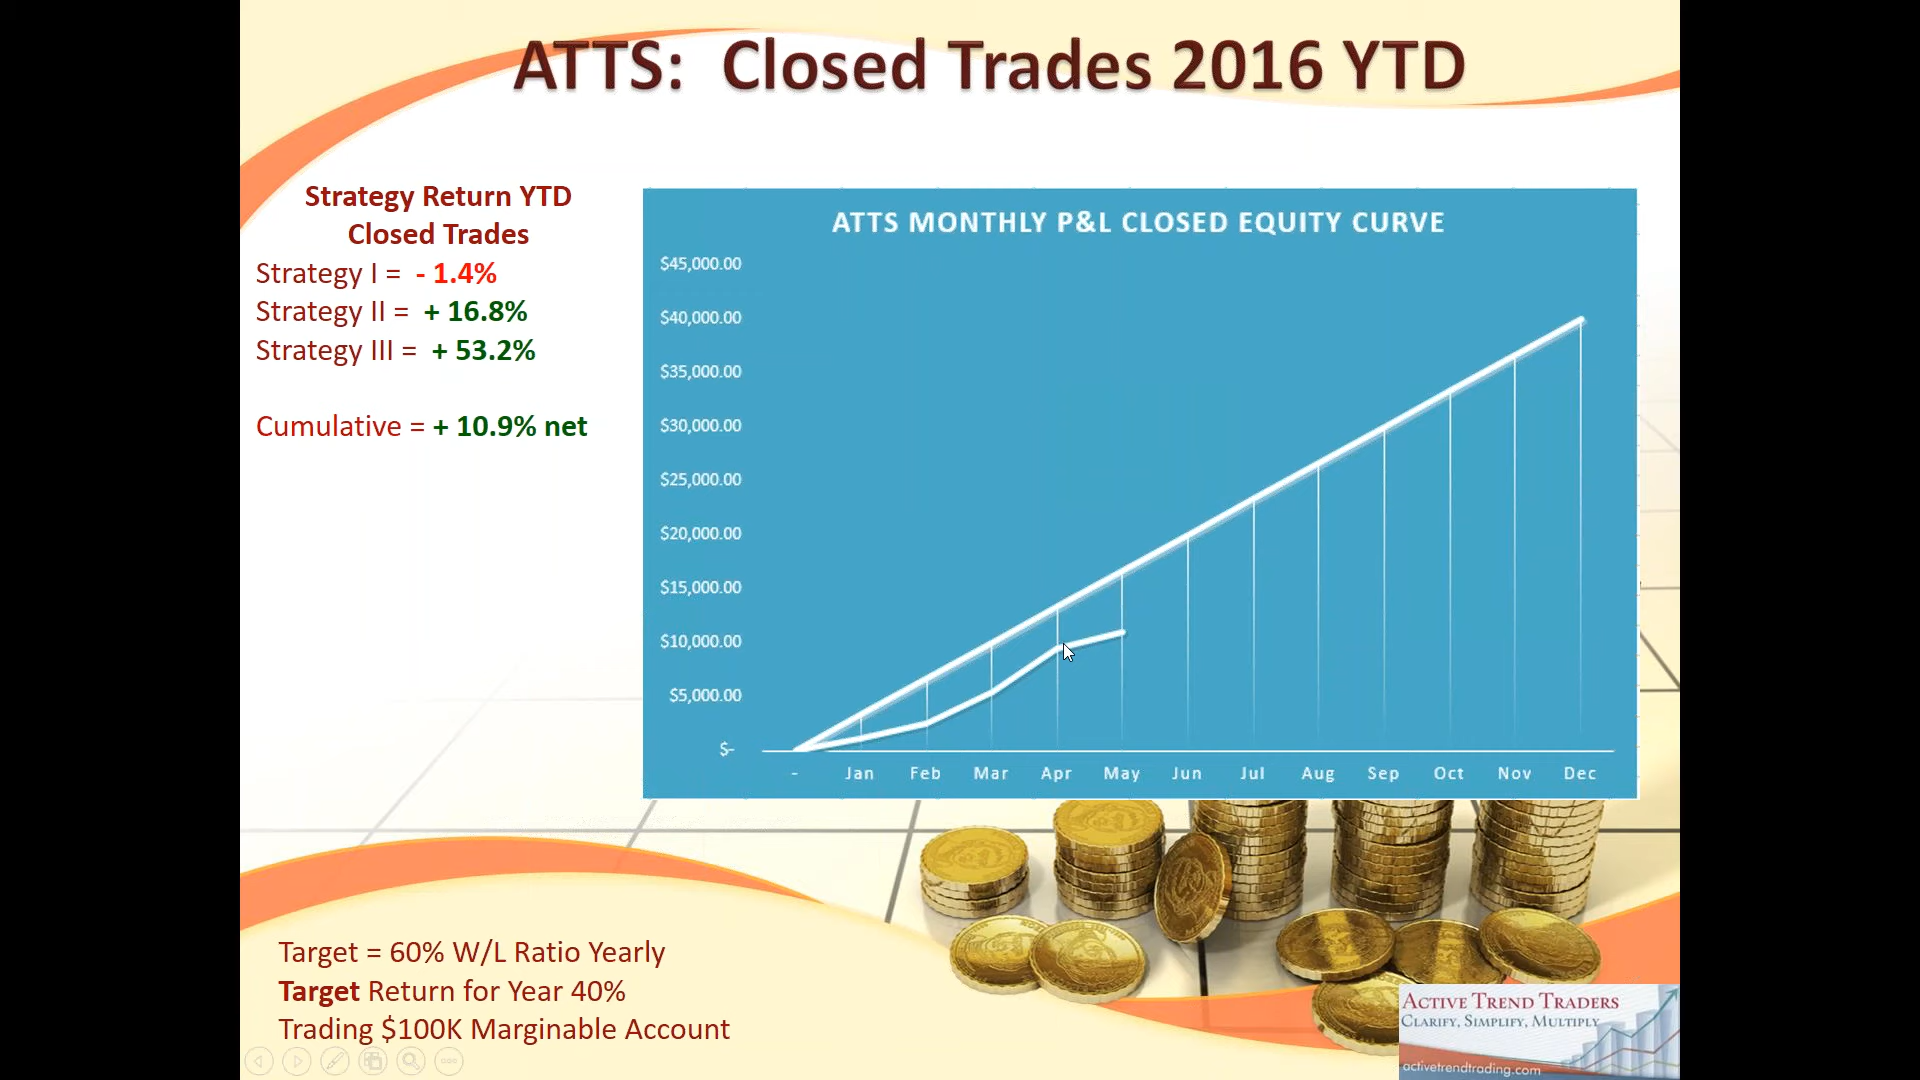 ATTS: Closed Trades 2016 YTD
Strategy Return YTD
Closed Trades
Strategy I = - 1.4%
Strategy II = + 16.8%
Strategy III = + 53.2%
Cumulative = + 10.9% net
ATTS MONTHLY P&L CLOSED EQUITY CURVE
$45,000.00
$40,000.00
$35,000.00
$30,000.00
$25,000.00
$20,000.00
$15,000.00
$10,000.00
$5,000.00
$-
- Jan Feb Mar Apr May Jun Jul Aug Sep Oct Nov Dec
Target = 60% W/L Ratio Yearly
Target Return for Year 40%
Trading $100K Marginable Account
ACTIVE TREND TRADERS
CLARIFY, SIMPLIFY, MULTIPLY
activetrendtrading.com